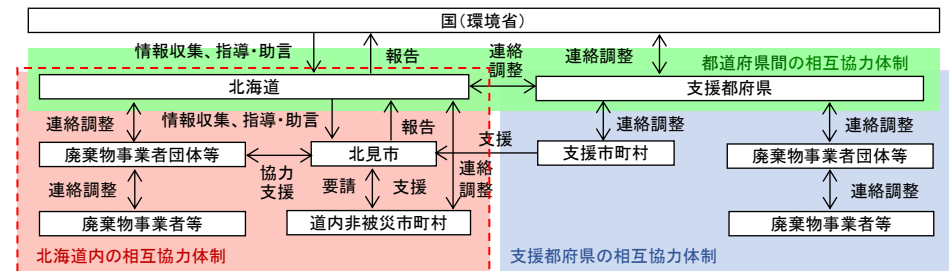 国(環境省)
情報収集、指導・助言
報告
連絡
調整
連絡調整
都道府県間の相互協力体制
北海道
支援都府県
連絡調整
情報収集、指導・助言
報告
支援
連絡調整
連絡調整
廃棄物事業者団体等
北見市
支援市町村
廃棄物事業者団体等
連絡調整
協力
支援
要請
支援
連絡
調整
連絡調整
廃棄物事業者等
道内非被災市町村
廃棄物事業者等
北海道内の相互協力体制
支援都府県の相互協力体制